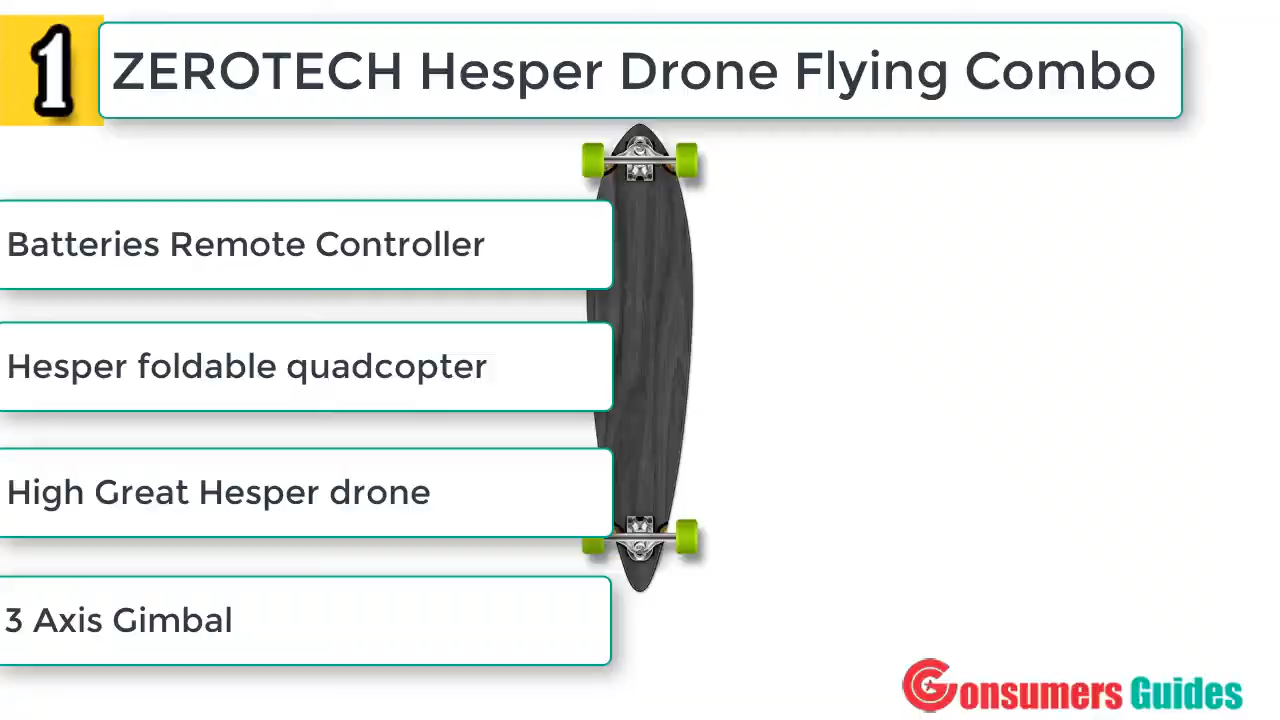 1
ZEROTECH Hesper Drone Flying Combo
Batteries Remote Controller
Hesper foldable quadcopter
High Great Hesper drone
3 Axis Gimbal
Consumers Guides